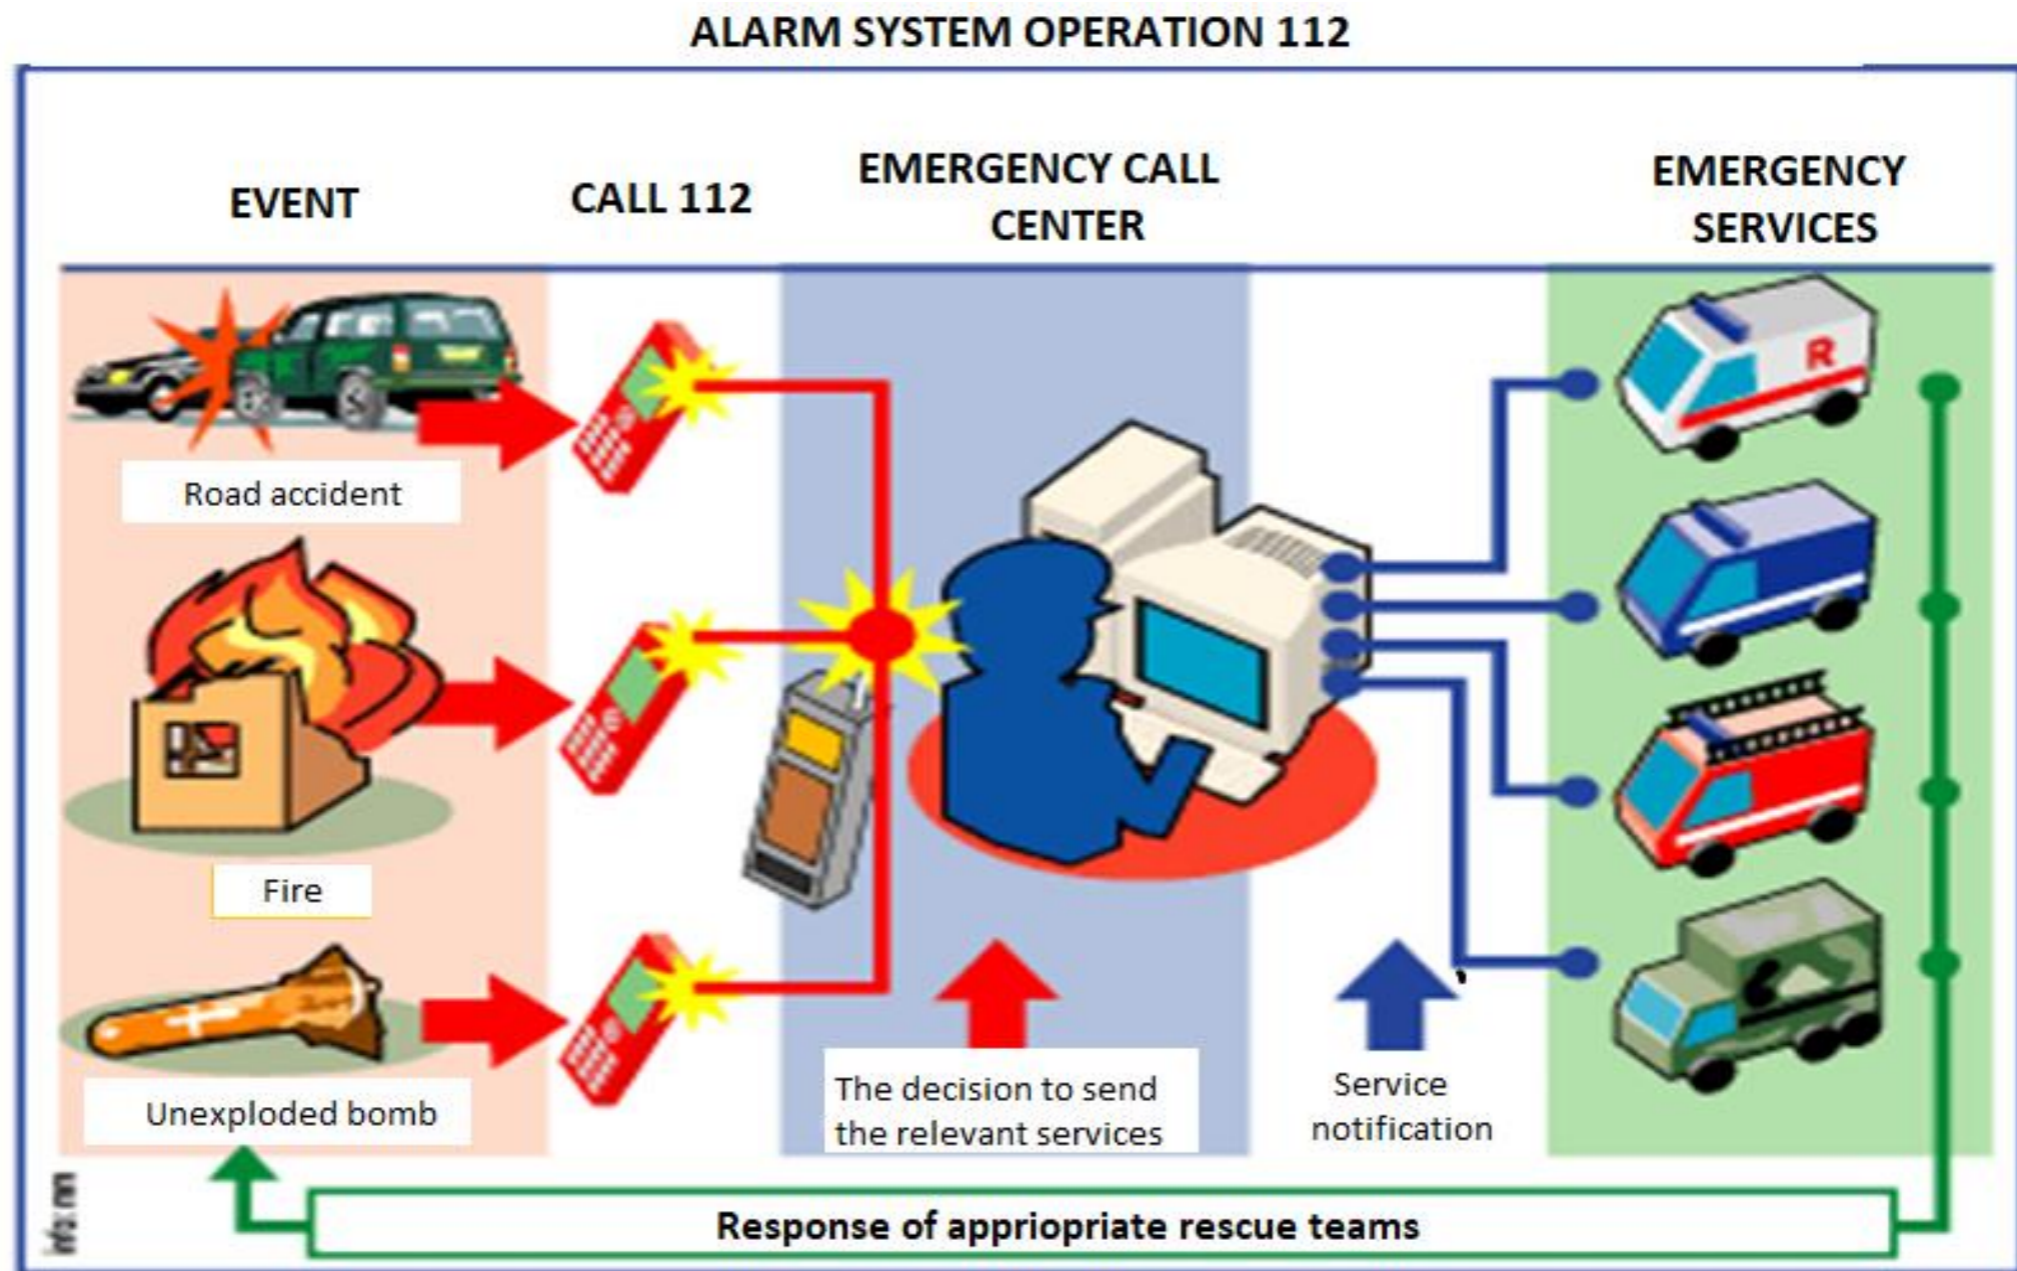 ALARM SYSTEM OPERATION 112
EVENT
CALL 112
EMERGENCY CALL
CENTER
EMERGENCY
SERVICES
R
Road accident
Fire
Unexploded bomb
The decision to send
the relevant services
Service
notification
Response of appriopriate rescue teams